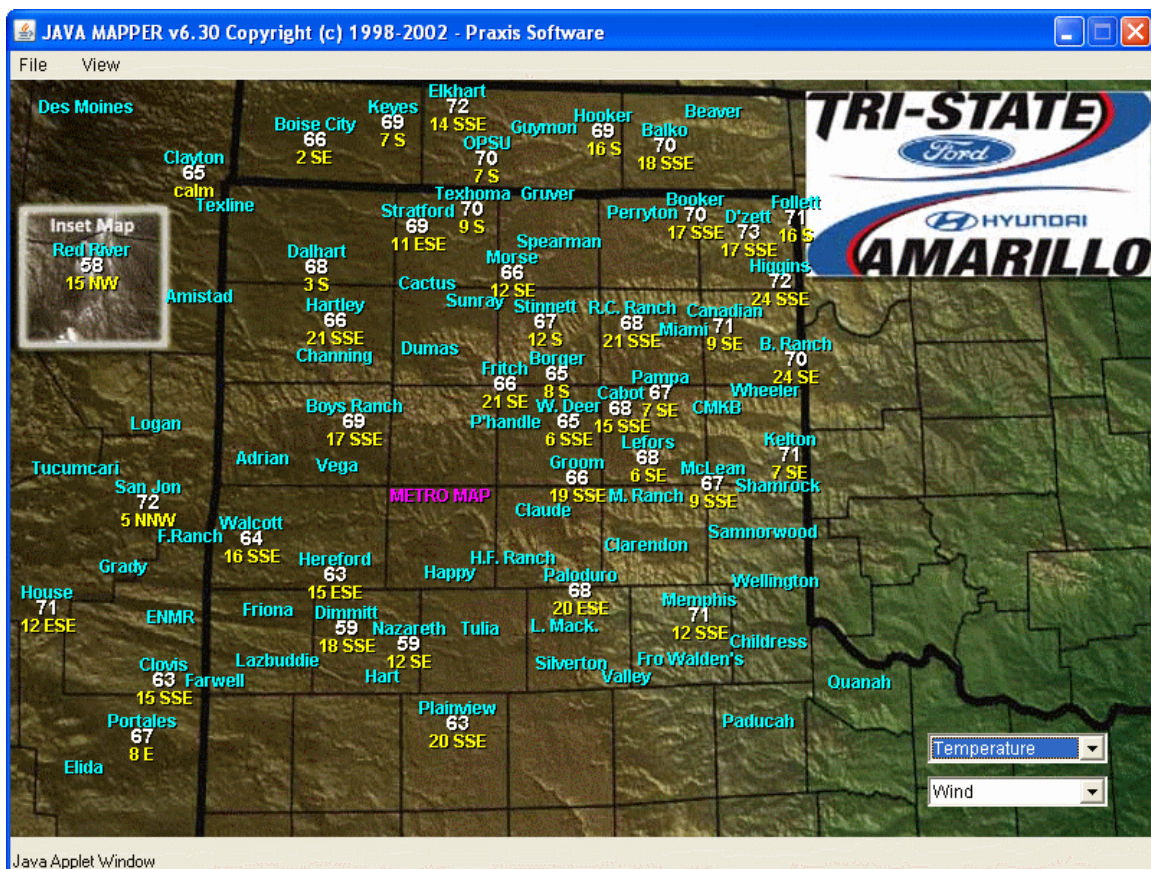 JAVA MAPPER v6.30 Copyright (c) 1998-2002 - Praxis Software
File View
Des Moines
Clayton
65
calm
Texline
Boise City
66
2 SE
Keyes
69
7 S
Elkhart
72
14 SSE
OPSU
70
7 S
Guymon
Hooker
69
16 S
Balko
70
18 SSE
Beaver
TRI-STATE
Ford
HYUNDAI
AMARILLO
Inset Map
Red River
58
15 NW
Amistad
Stratford
69
11 ESE
Texhoma
70
9 S
Gruver
Perryton
Booker
70
17 SSE
D'zett
73
17 SSE
Follett
71
16 S
Spearman
Dalhart
68
3 S
Cactus
Morse
66
12 SE
Higgins
72
24 SSE
Hartley
66
21 SSE
Channing
Sunray
Stinnett
67
12 S
R.C. Ranch
68
21 SSE
Miami
Canadian
71
9 SE
B. Ranch
70
24 SE
Dumas
Fritch
66
21 SE
Borger
65
8 S
Pampa
67
7 SE
Cabot
68
15 SSE
Wheeler
CMKB
Boys Ranch
69
17 SSE
P'handle
W. Deer
65
6 SSE
Lefors
68
6 SE
Kelton
71
7 SE
Logan
Tucumcari
San Jon
72
5 NNW
Adrian
Vega
METRO MAP
Groom
66
19 SSE
M. Ranch
McLean
67
9 SSE
Shamrock
Claude
F.Ranch
Walcott
64
16 SSE
Samnorwood
Clarendon
Grady
Hereford
63
15 ESE
Happy
H.F. Ranch
Paloduro
68
20 ESE
Wellington
House
71
12 ESE
ENMR
Friona
Dimmitt
59
18 SSE
Nazareth
59
12 SE
Tulia
L. Mack.
Memphis
71
12 SSE
Childress
Clovis
63
15 SSE
Farwell
Lazbuddie
Hart
Silverton
Valley
Fro Walden's
Quanah
Portales
67
8 E
Elida
Plainview
63
20 SSE
Paducah
Temperature
Wind
Java Applet Window